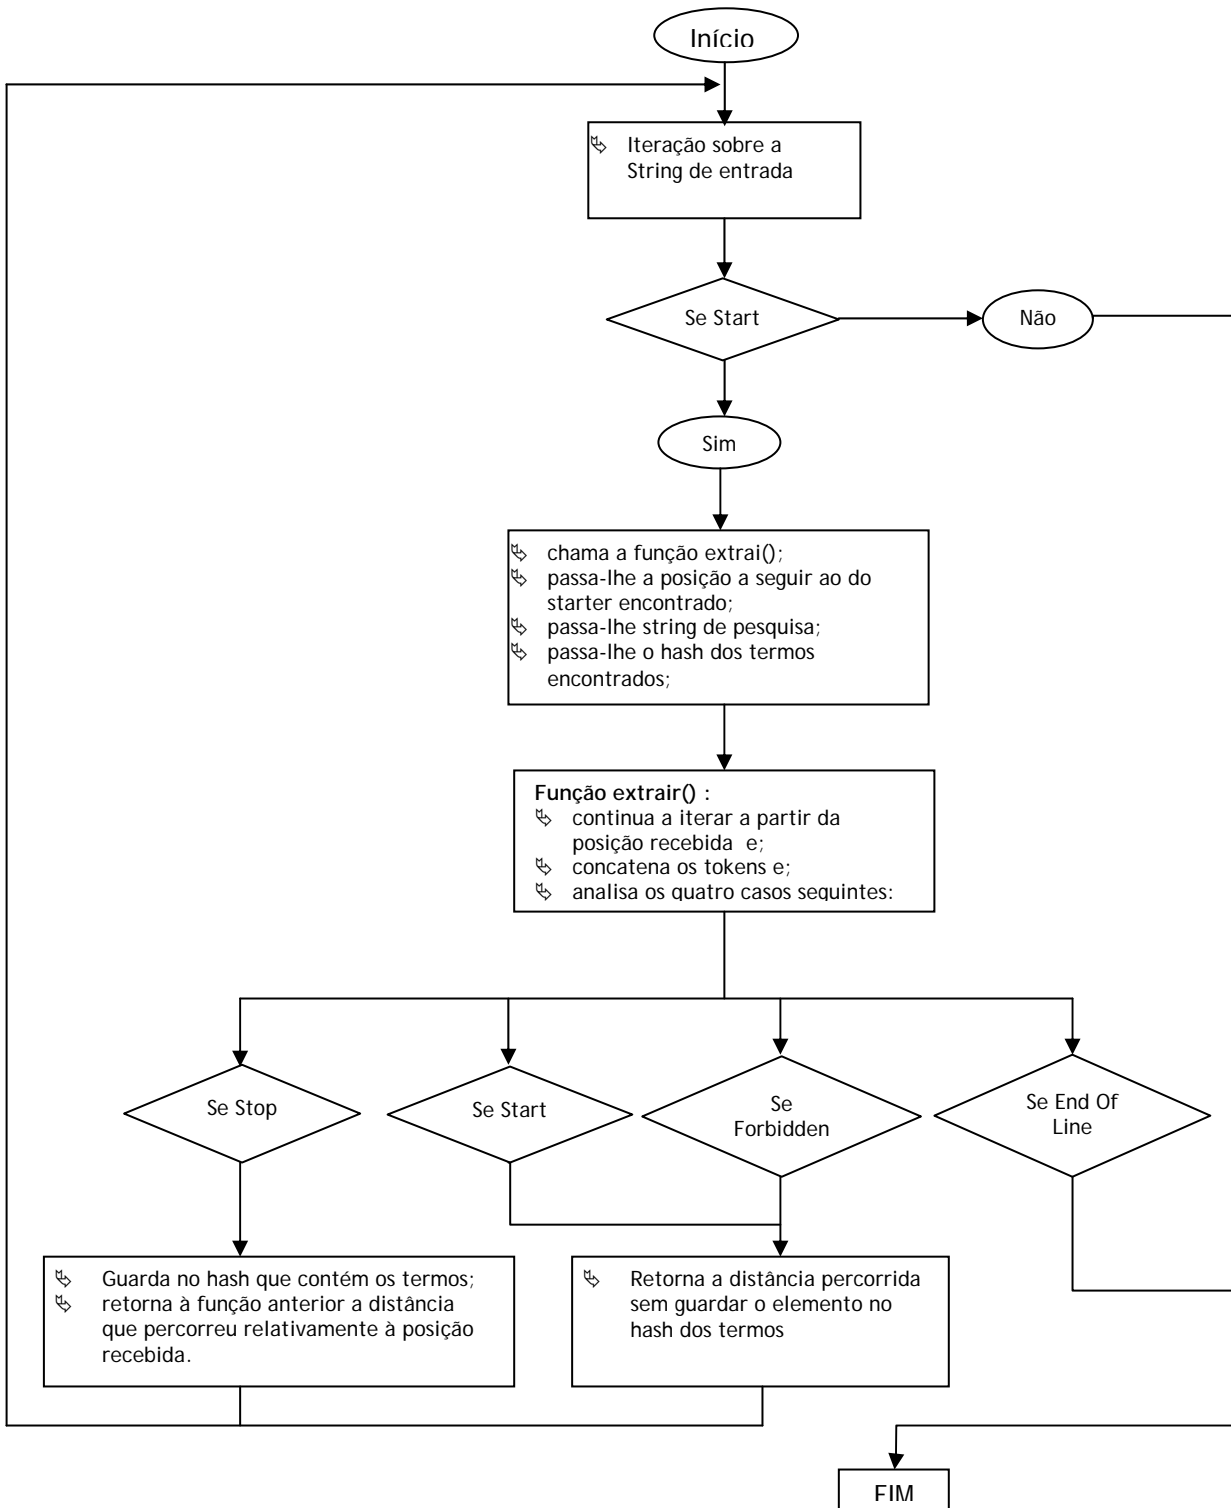 Início
Iteração sobre a
String de entrada
Se Start
Não
Sim
chama a função extrai();
passa-lhe a posição a seguir ao do
starter encontrado;
passa-lhe string de pesquisa;
passa-lhe o hash dos termos
encontrados;
Função extrair() :
continua a iterar a partir da
posição recebida e;
concatena os tokens e;
analisa os quatro casos seguintes:
Se Stop
Se Start
Se
Forbidden
Se End Of
Line
Guarda no hash que contém os termos;
retorna à função anterior a distância
que percorreu relativamente à posição
recebida.
Retorna a distância percorrida
sem guardar o elemento no
hash dos termos
FIM